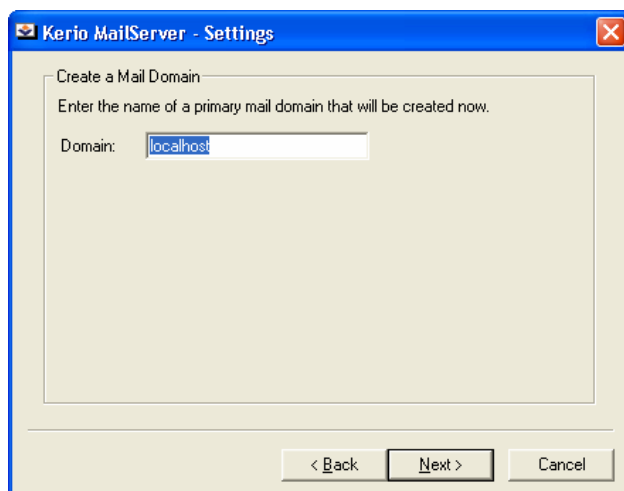 Kerio MailServer - Settings
Create a Mail Domain
Enter the name of a primary mail domain that will be created now.
Domain: localhost
< Back Next > Cancel